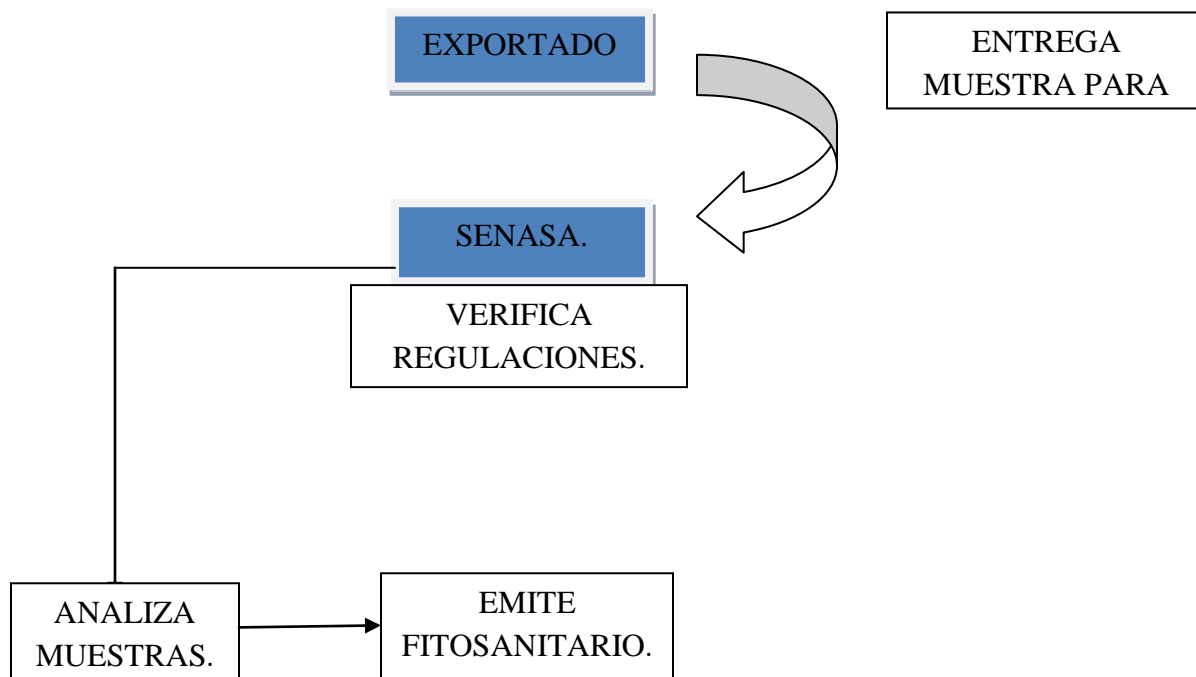 EXPORTADO
ENTREGA
MUESTRA PARA
SENASA.
VERIFICA
REGULACIONES.
ANALIZA
MUESTRAS.
EMITE
FITOSANITARIO.